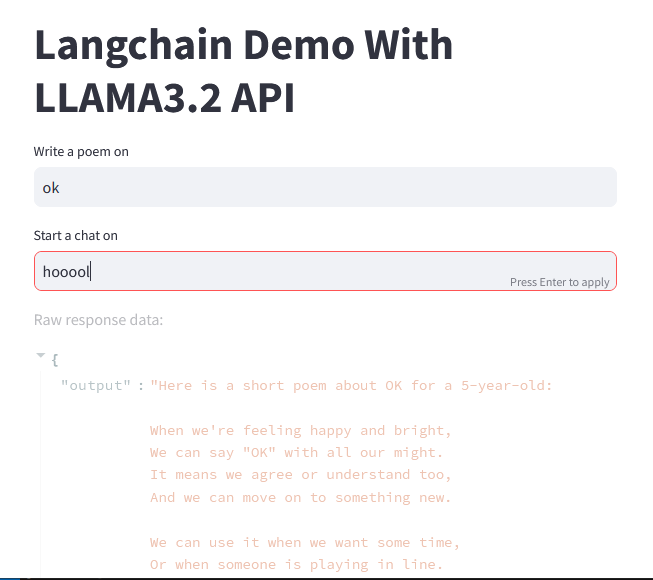 Langchain Demo With
LLAMA3.2 API
Write a poem on
ok
Start a chat on
hooool
Press Enter to apply
Raw response data:
{
"output" : "Here is a short poem about OK for a 5-year-old:
When we're feeling happy and bright,
We can say "OK" with all our might.
It means we agree or understand too,
And we can move on to something new.
We can use it when we want some time,
Or when someone is playing in line.